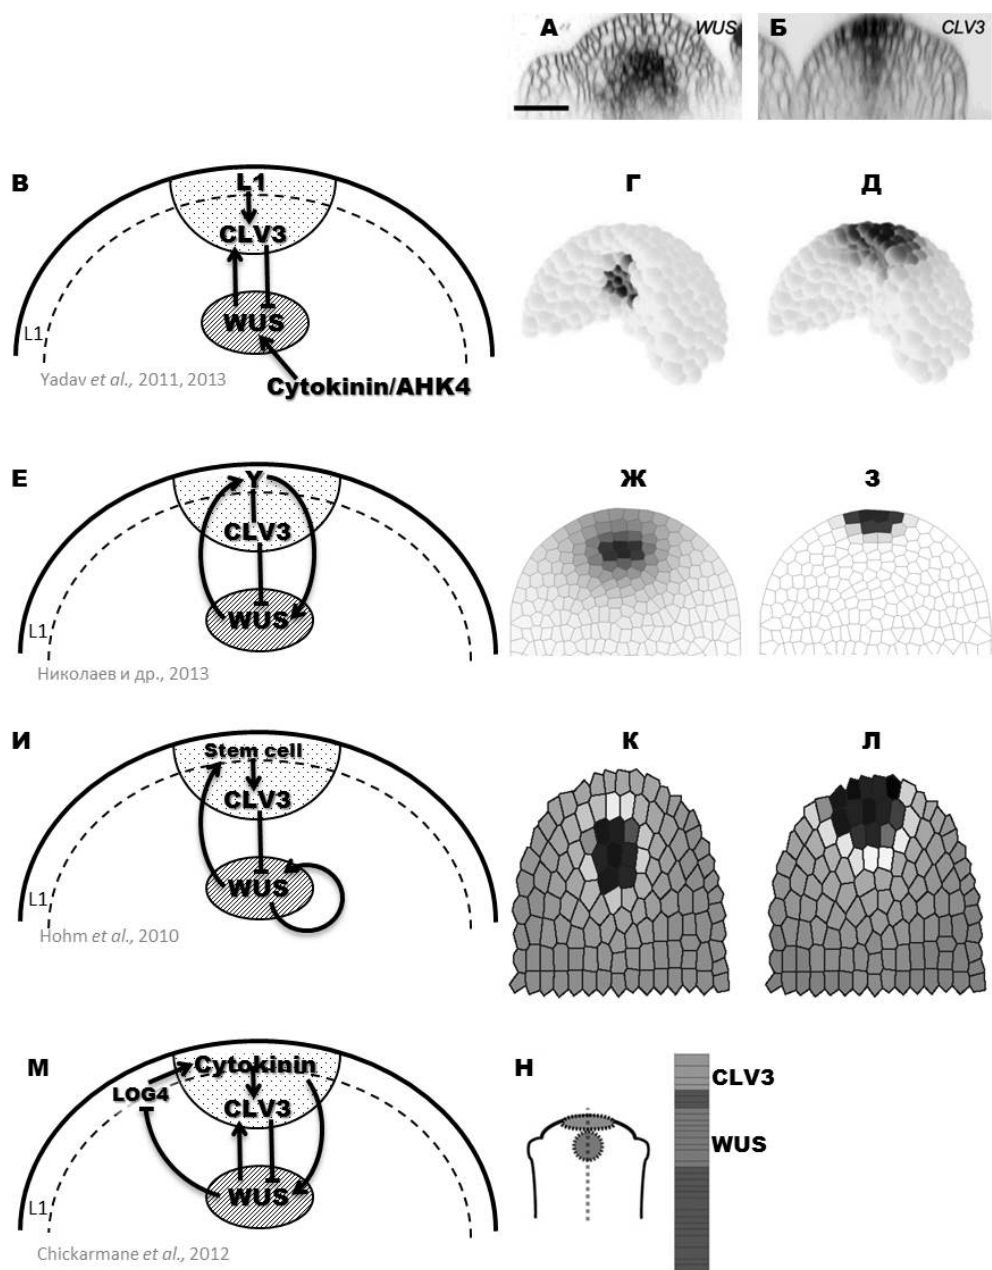 А WUS Б CLV3
В Г Д
L1
CLV3
WUS
L1
Yadav et al., 2011, 2013
Cytokinin/AHK4
Е Ж З
Y
CLV3
WUS
L1
Николаев и др., 2013
И К Л
Stem cell
CLV3
WUS
L1
Hohm et al., 2010
М Н
Cytokinin
LOG4
CLV3
WUS
L1
Chickarmane et al., 2012
CLV3
WUS